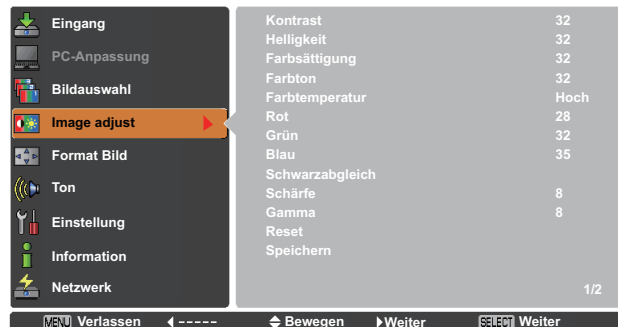 Eingang
PC-Anpassung
Bildauswahl
Image adjust
Format Bild
Ton
Einstellung
Information
Netzwerk
Kontrast 32
Helligkeit 32
Farbsättigung 32
Farbton 32
Farbtemperatur Hoch
Rot 28
Grün 32
Blau 35
Schwarzabgleich
Schärfe 8
Gamma 8
Reset
Speichern
1/2
MENU Verlassen ----- Bewegen Weiter SELECT Weiter